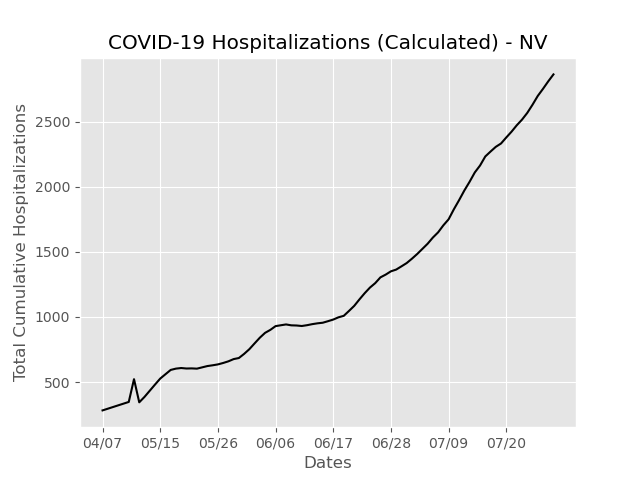 COVID-19 Hospitalizations (Calculated) - NV
Total Cumulative Hospitalizations
2500
2000
1500
1000
500
04/07 05/15 05/26 06/06 06/17 06/28 07/09 07/20
Dates